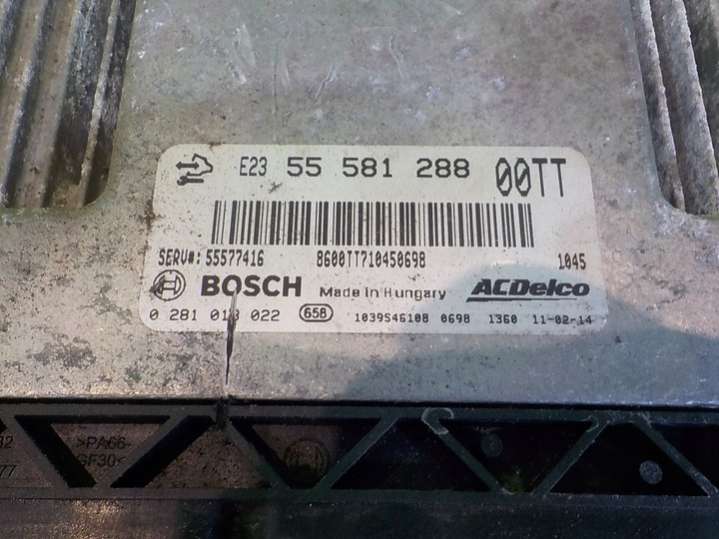 E23 55 581 288 00TT
SERV#: 55577416 8600TT710450698 1045
BOSCH Made in Hungary ACDelco
0 281 018 022 658 1039S46108 0698 1360 11-02-14
>PA66-
GF30<
77